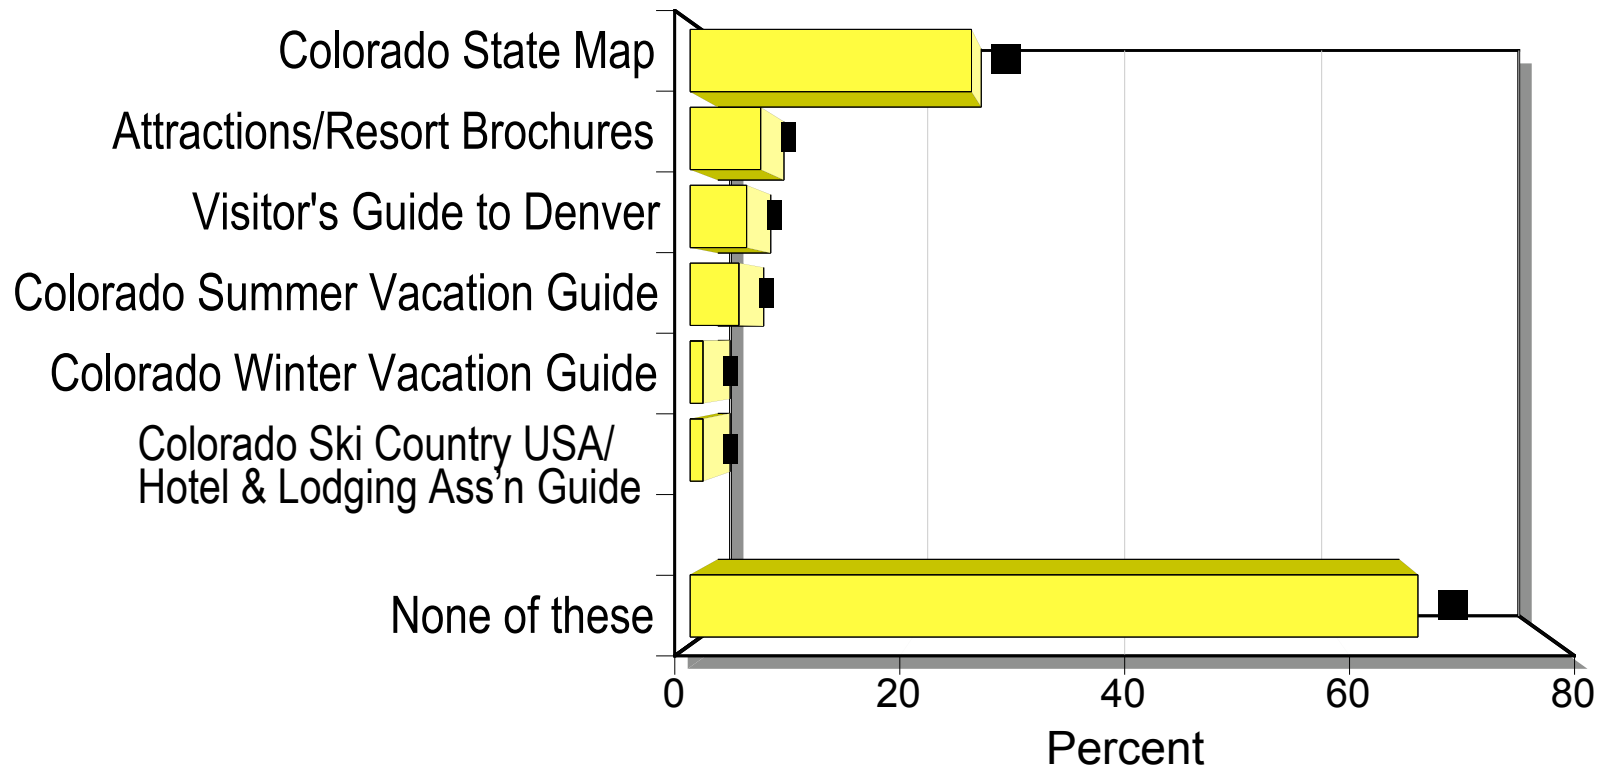 Colorado State Map
Attractions/Resort Brochures
Visitor's Guide to Denver
Colorado Summer Vacation Guide
Colorado Winter Vacation Guide
Colorado Ski Country USA/
Hotel & Lodging Ass'n Guide
None of these
0 20 40 60 80
Percent